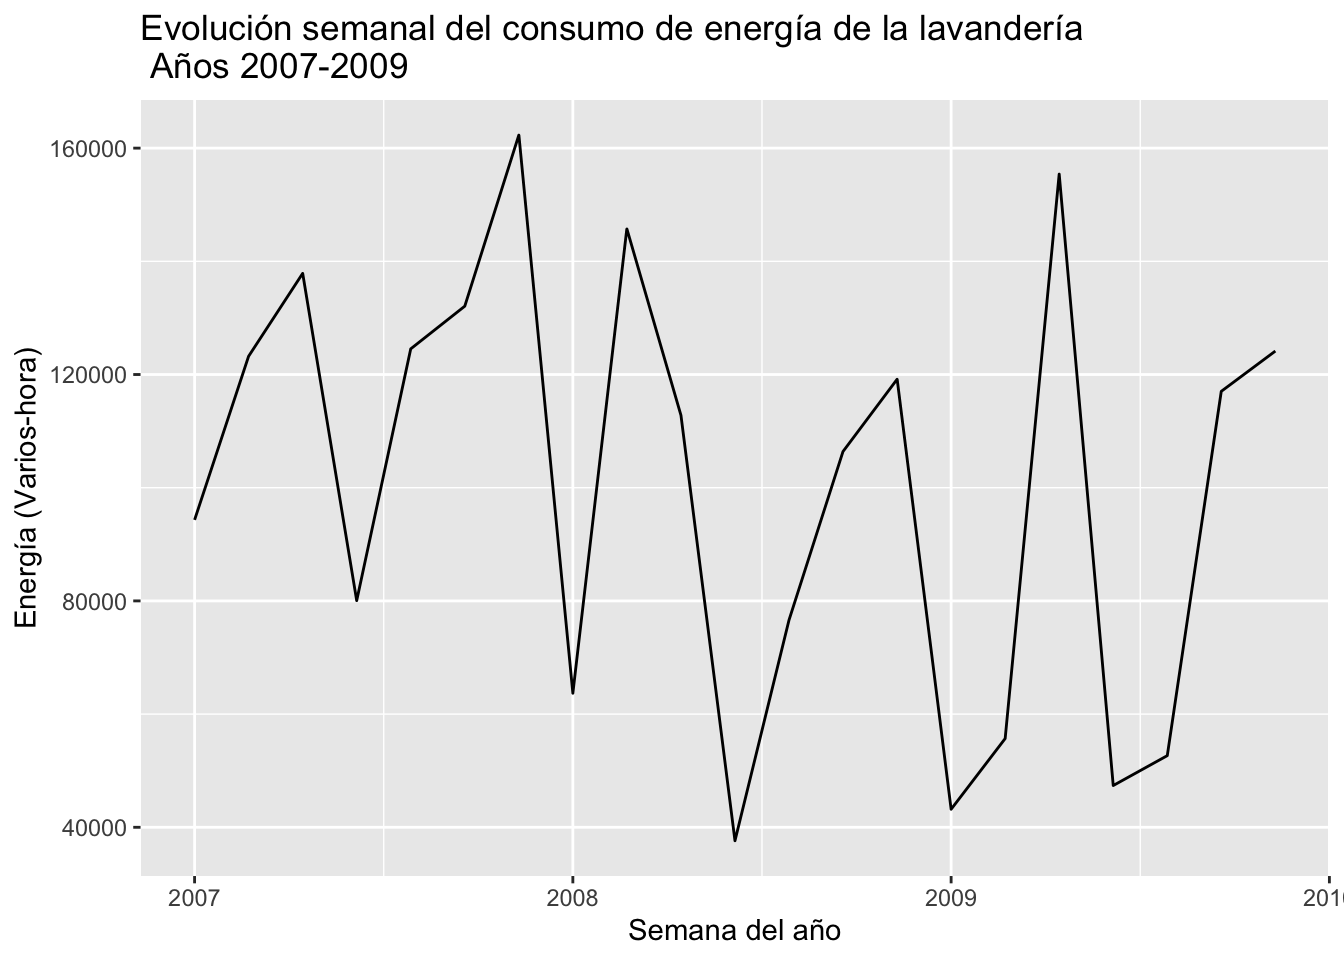 Evolución semanal del consumo de energía de la lavandería
Años 2007-2009
Energía (Varios-hora)
160000
120000
80000
40000
2007
2008
2009
Semana del año